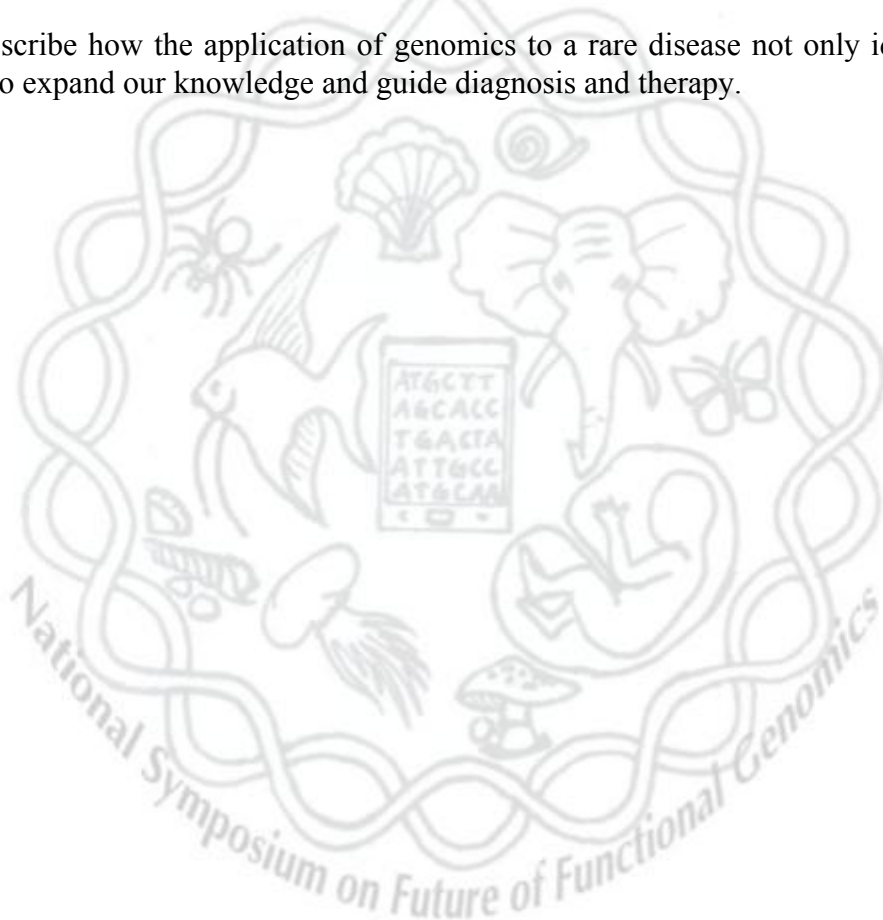 scribe how the application of genomics to a rare disease not only i
o expand our knowledge and guide diagnosis and therapy.
ATGCTT
AGCACC
TGACTA
ATTGCC
ATGCAA
National Symposium on Future of Functional Genomics